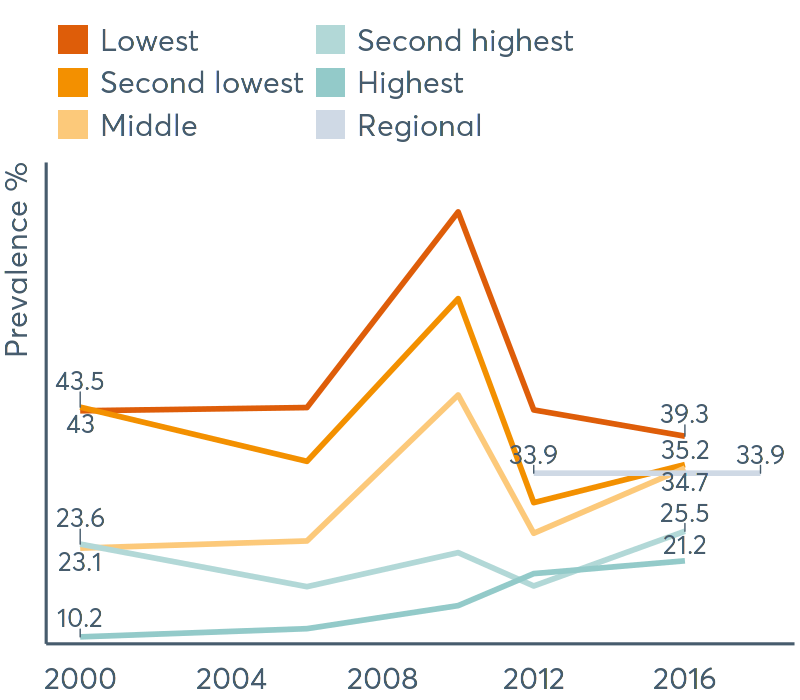 Lowest
Second lowest
Middle
Second highest
Highest
Regional
Prevalence %
43.5
43
23.6
23.1
10.2
33.9
39.3
35.2
33.9
34.7
25.5
21.2
2000 2004 2008 2012 2016